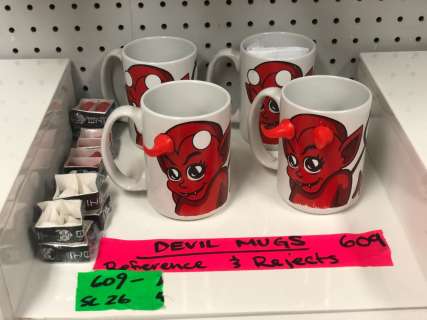 DEVIL MUGS 609
Reference & Rejects
609-
SC 26